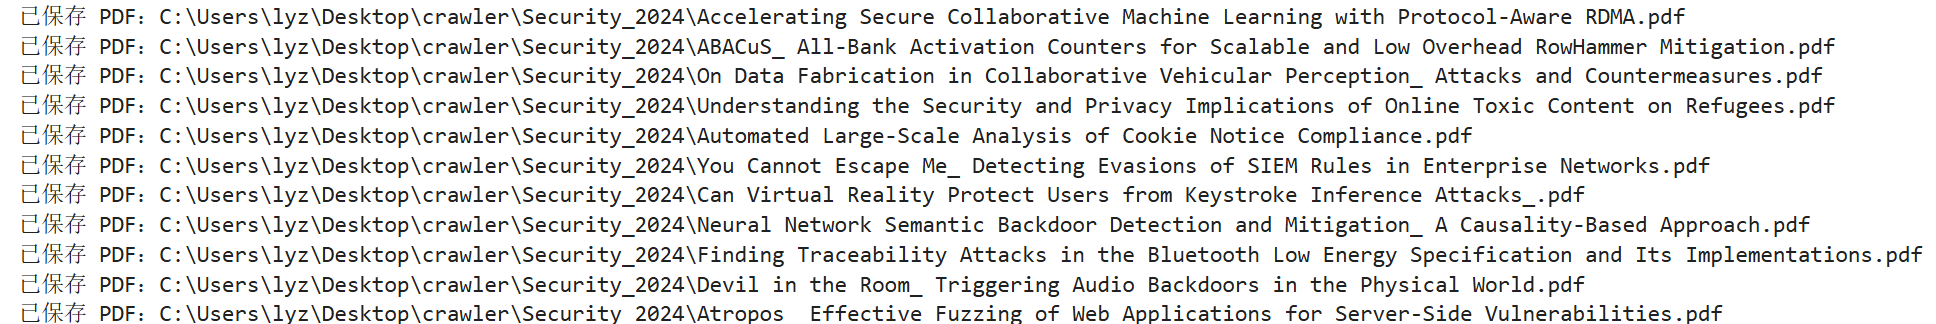 已保存 PDF：C:\Users\lyz\Desktop\crawler\Security_2024\Accelerating Secure Collaborative Machine Learning with Protocol-Aware RDMA.pdf
已保存 PDF：C:\Users\lyz\Desktop\crawler\Security_2024\ABACuS_ All-Bank Activation Counters for Scalable and Low Overhead RowHammer Mitigation.pdf
已保存 PDF：C:\Users\lyz\Desktop\crawler\Security_2024\On Data Fabrication in Collaborative Vehicular Perception_ Attacks and Countermeasures.pdf
已保存 PDF：C:\Users\lyz\Desktop\crawler\Security_2024\Understanding the Security and Privacy Implications of Online Toxic Content on Refugees.pdf
已保存 PDF：C:\Users\lyz\Desktop\crawler\Security_2024\Automated Large-Scale Analysis of Cookie Notice Compliance.pdf
已保存 PDF：C:\Users\lyz\Desktop\crawler\Security_2024\You Cannot Escape Me_ Detecting Evasions of SIEM Rules in Enterprise Networks.pdf
已保存 PDF：C:\Users\lyz\Desktop\crawler\Security_2024\Can Virtual Reality Protect Users from Keystroke Inference Attacks_.pdf
已保存 PDF：C:\Users\lyz\Desktop\crawler\Security_2024\Neural Network Semantic Backdoor Detection and Mitigation_ A Causality-Based Approach.pdf
已保存 PDF：C:\Users\lyz\Desktop\crawler\Security_2024\Finding Traceability Attacks in the Bluetooth Low Energy Specification and Its Implementations.pdf
已保存 PDF：C:\Users\lyz\Desktop\crawler\Security_2024\Devil in the Room_ Triggering Audio Backdoors in the Physical World.pdf
已保存 PDF：C:\Users\lyz\Desktop\crawler\Security 2024\Atropos  Effective Fuzzing of Web Applications for Server-Side Vulnerabilities.pdf